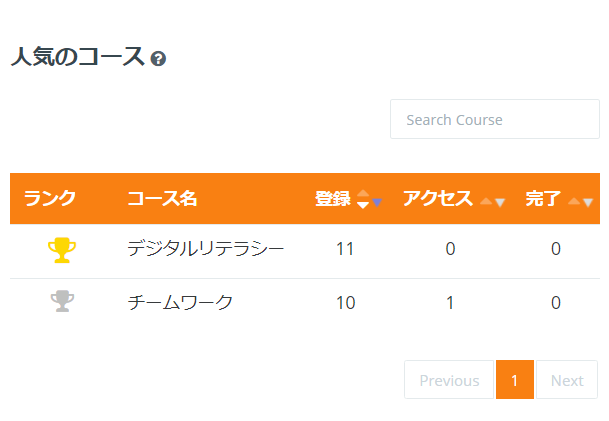 人気のコース
Search Course
ランク コース名 登録 アクセス 完了
デジタルリテラシー 11 0 0
チームワーク 10 1 0
Previous 1 Next